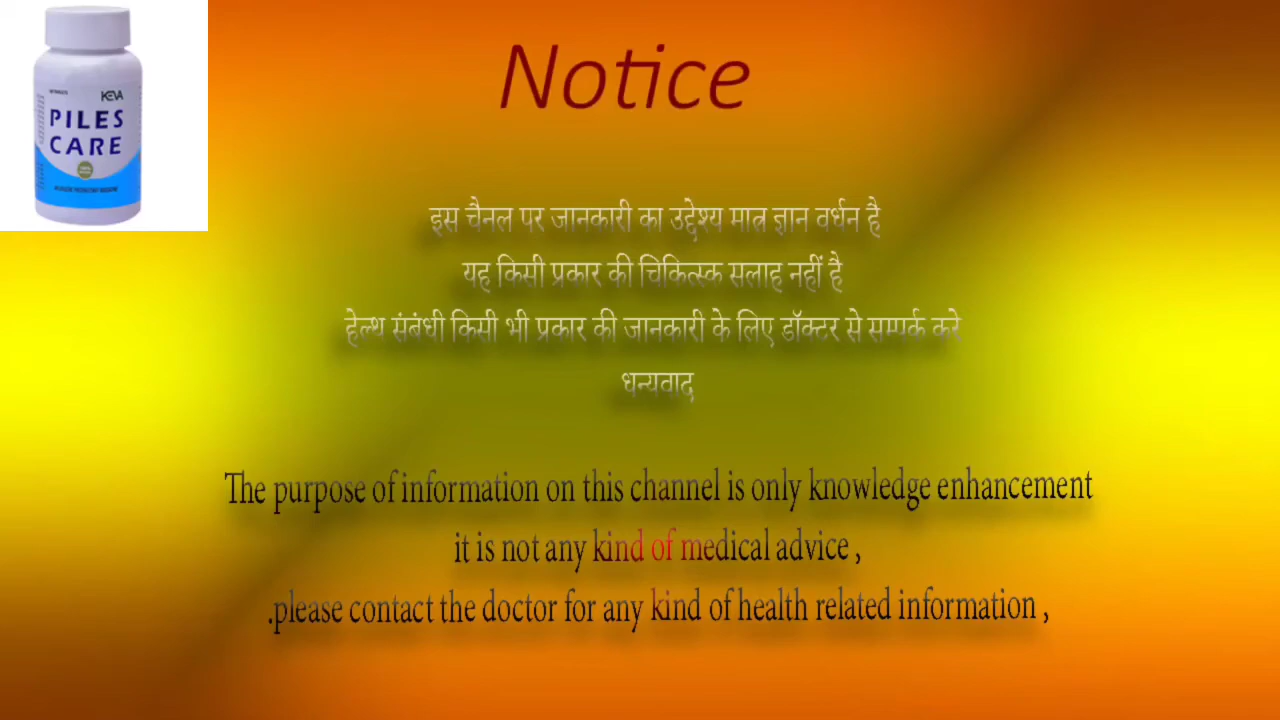 KEVA
PILES
CARE
Notice
इस चैनल पर जानकारी का उद्देश्य मात्र ज्ञान वर्धन है
यह किसी प्रकार की चिकित्स्क सलाह नहीं है
हेल्थ संबंधी किसी भी प्रकार की जानकारी के लिए डॉक्टर से सम्पर्क करे
धन्यवाद
The purpose of information on this channel is only knowledge enhancement
it is not any kind of medical advice ,
.please contact the doctor for any kind of health related information ,